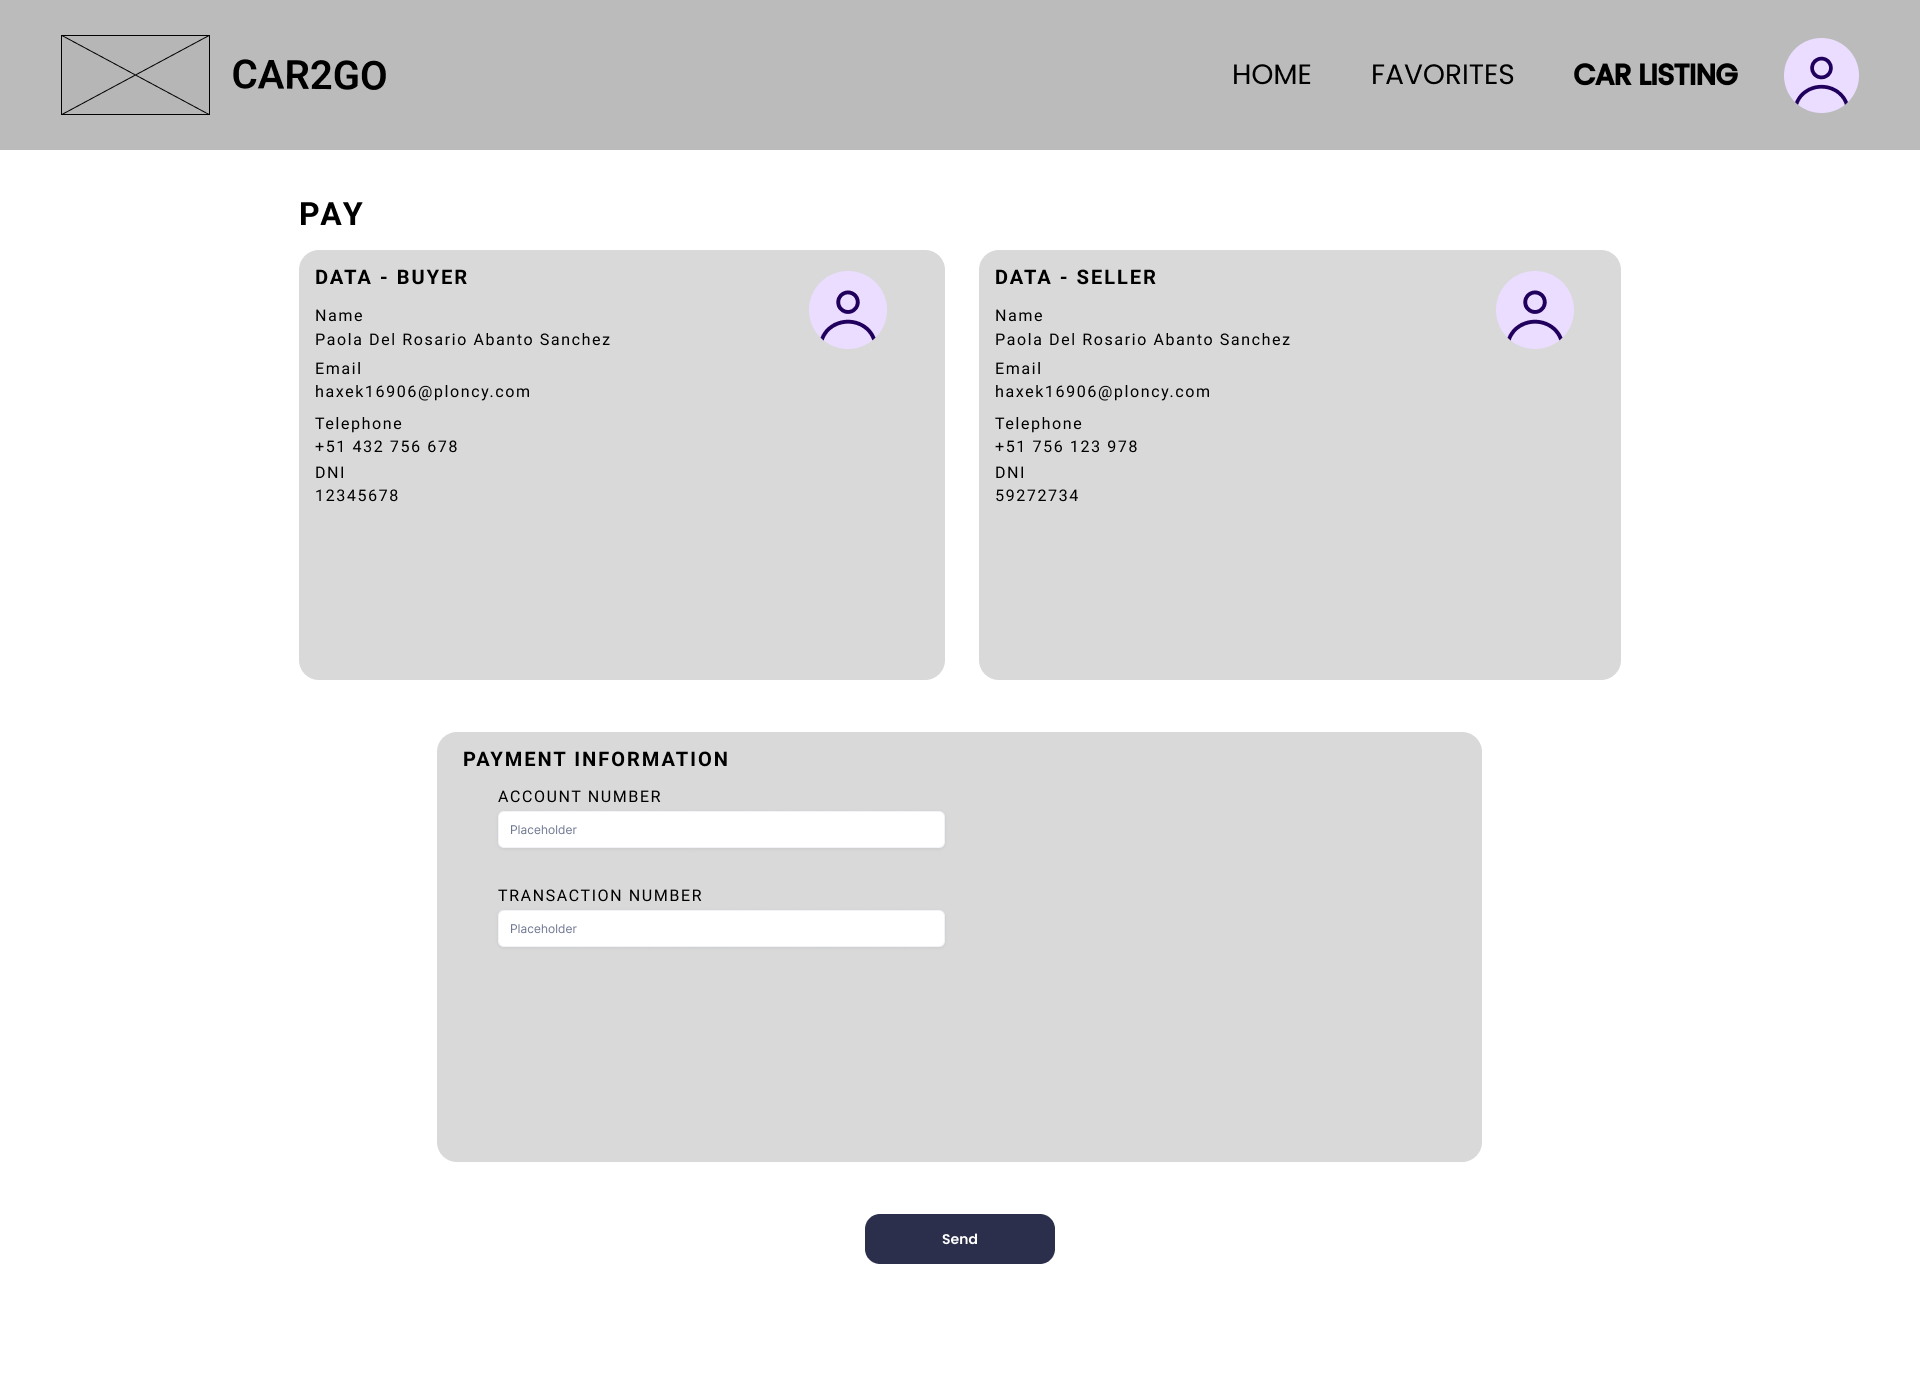 CAR2GO
HOME
FAVORITES
CAR LISTING
PAY
DATA - BUYER
Name
Paola Del Rosario Abanto Sanchez
Email
haxek16906@ploncy.com
Telephone
+51 432 756 678
DNI
12345678
DATA - SELLER
Name
Paola Del Rosario Abanto Sanchez
Email
haxek16906@ploncy.com
Telephone
+51 756 123 978
DNI
59272734
PAYMENT INFORMATION
ACCOUNT NUMBER
Placeholder
TRANSACTION NUMBER
Placeholder
Send